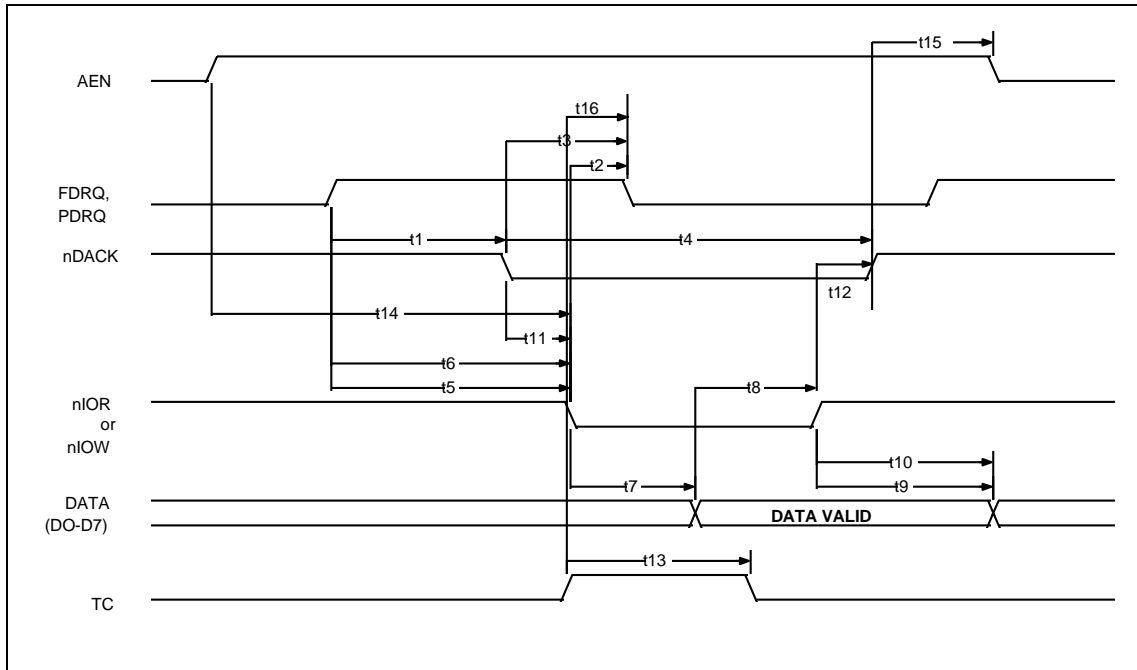 t15
AEN
t16
t3
t2
FDRQ,
PDRQ
t1
t4
nDACK
t12
t14
t11
t6
t5
t8
nIOR
or
nIOW
t10
t7
t9
DATA
(DO-D7)
DATA VALID
t13
TC